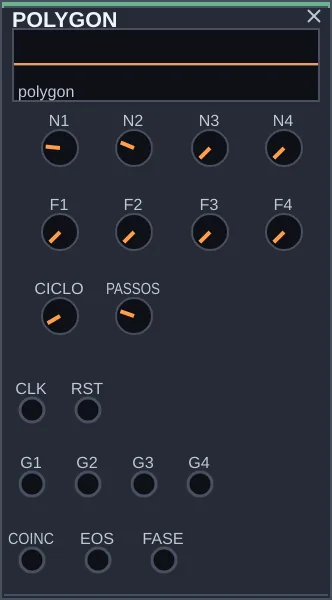 POLYGON
polygon
N1 N2 N3 N4
F1 F2 F3 F4
CICLO PASSOS
CLK RST
G1 G2 G3 G4
COINC EOS FASE